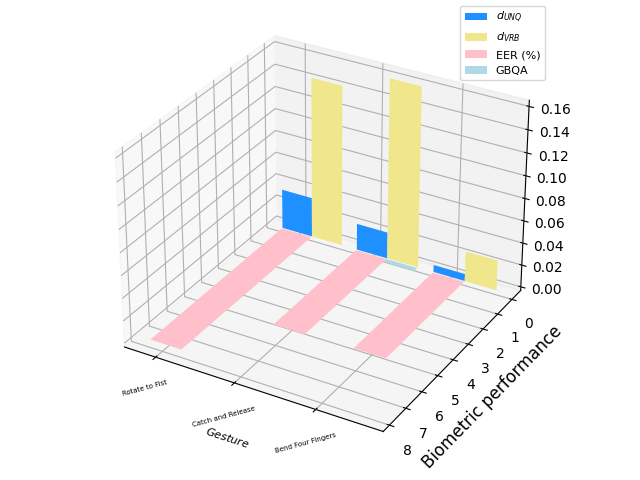 d_UNQ
d_VRB
EER (%)
GBQA
0.16
0.14
0.12
0.10
0.08
0.06
0.04
0.02
0.00
0
1
2
3
4
5
6
7
8
Biometric performance
Rotate to Fist
Catch and Release
Bend Four Fingers
Gesture